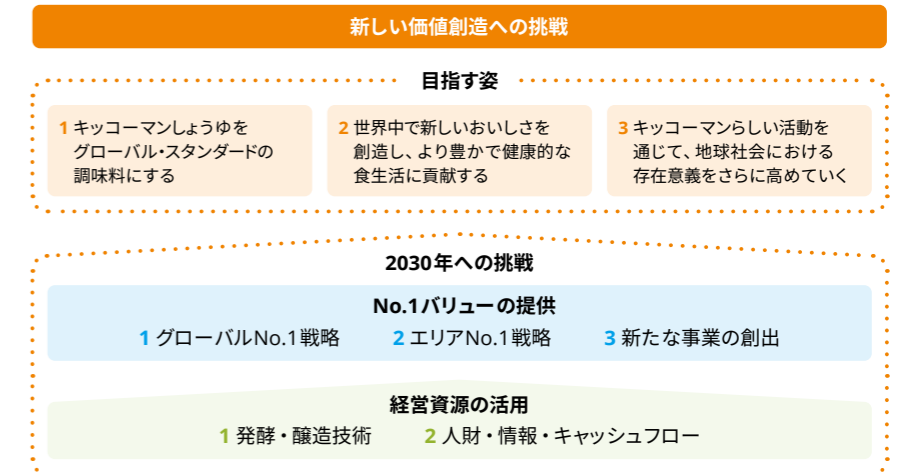 新しい価値創造への挑戦
目指す姿
1 キッコーマンしょうゆを
グローバル・スタンダードの
調味料にする
2 世界中で新しいおいしさを
創造し、より豊かで健康的な
食生活に貢献する
3 キッコーマンらしい活動を
通じて、地球社会における
存在意義をさらに高めていく
2030年への挑戦
No.1バリューの提供
1 グローバルNo.1戦略 2 エリアNo.1戦略 3 新たな事業の創出
経営資源の活用
1 発酵・醸造技術 2 人財・情報・キャッシュフロー